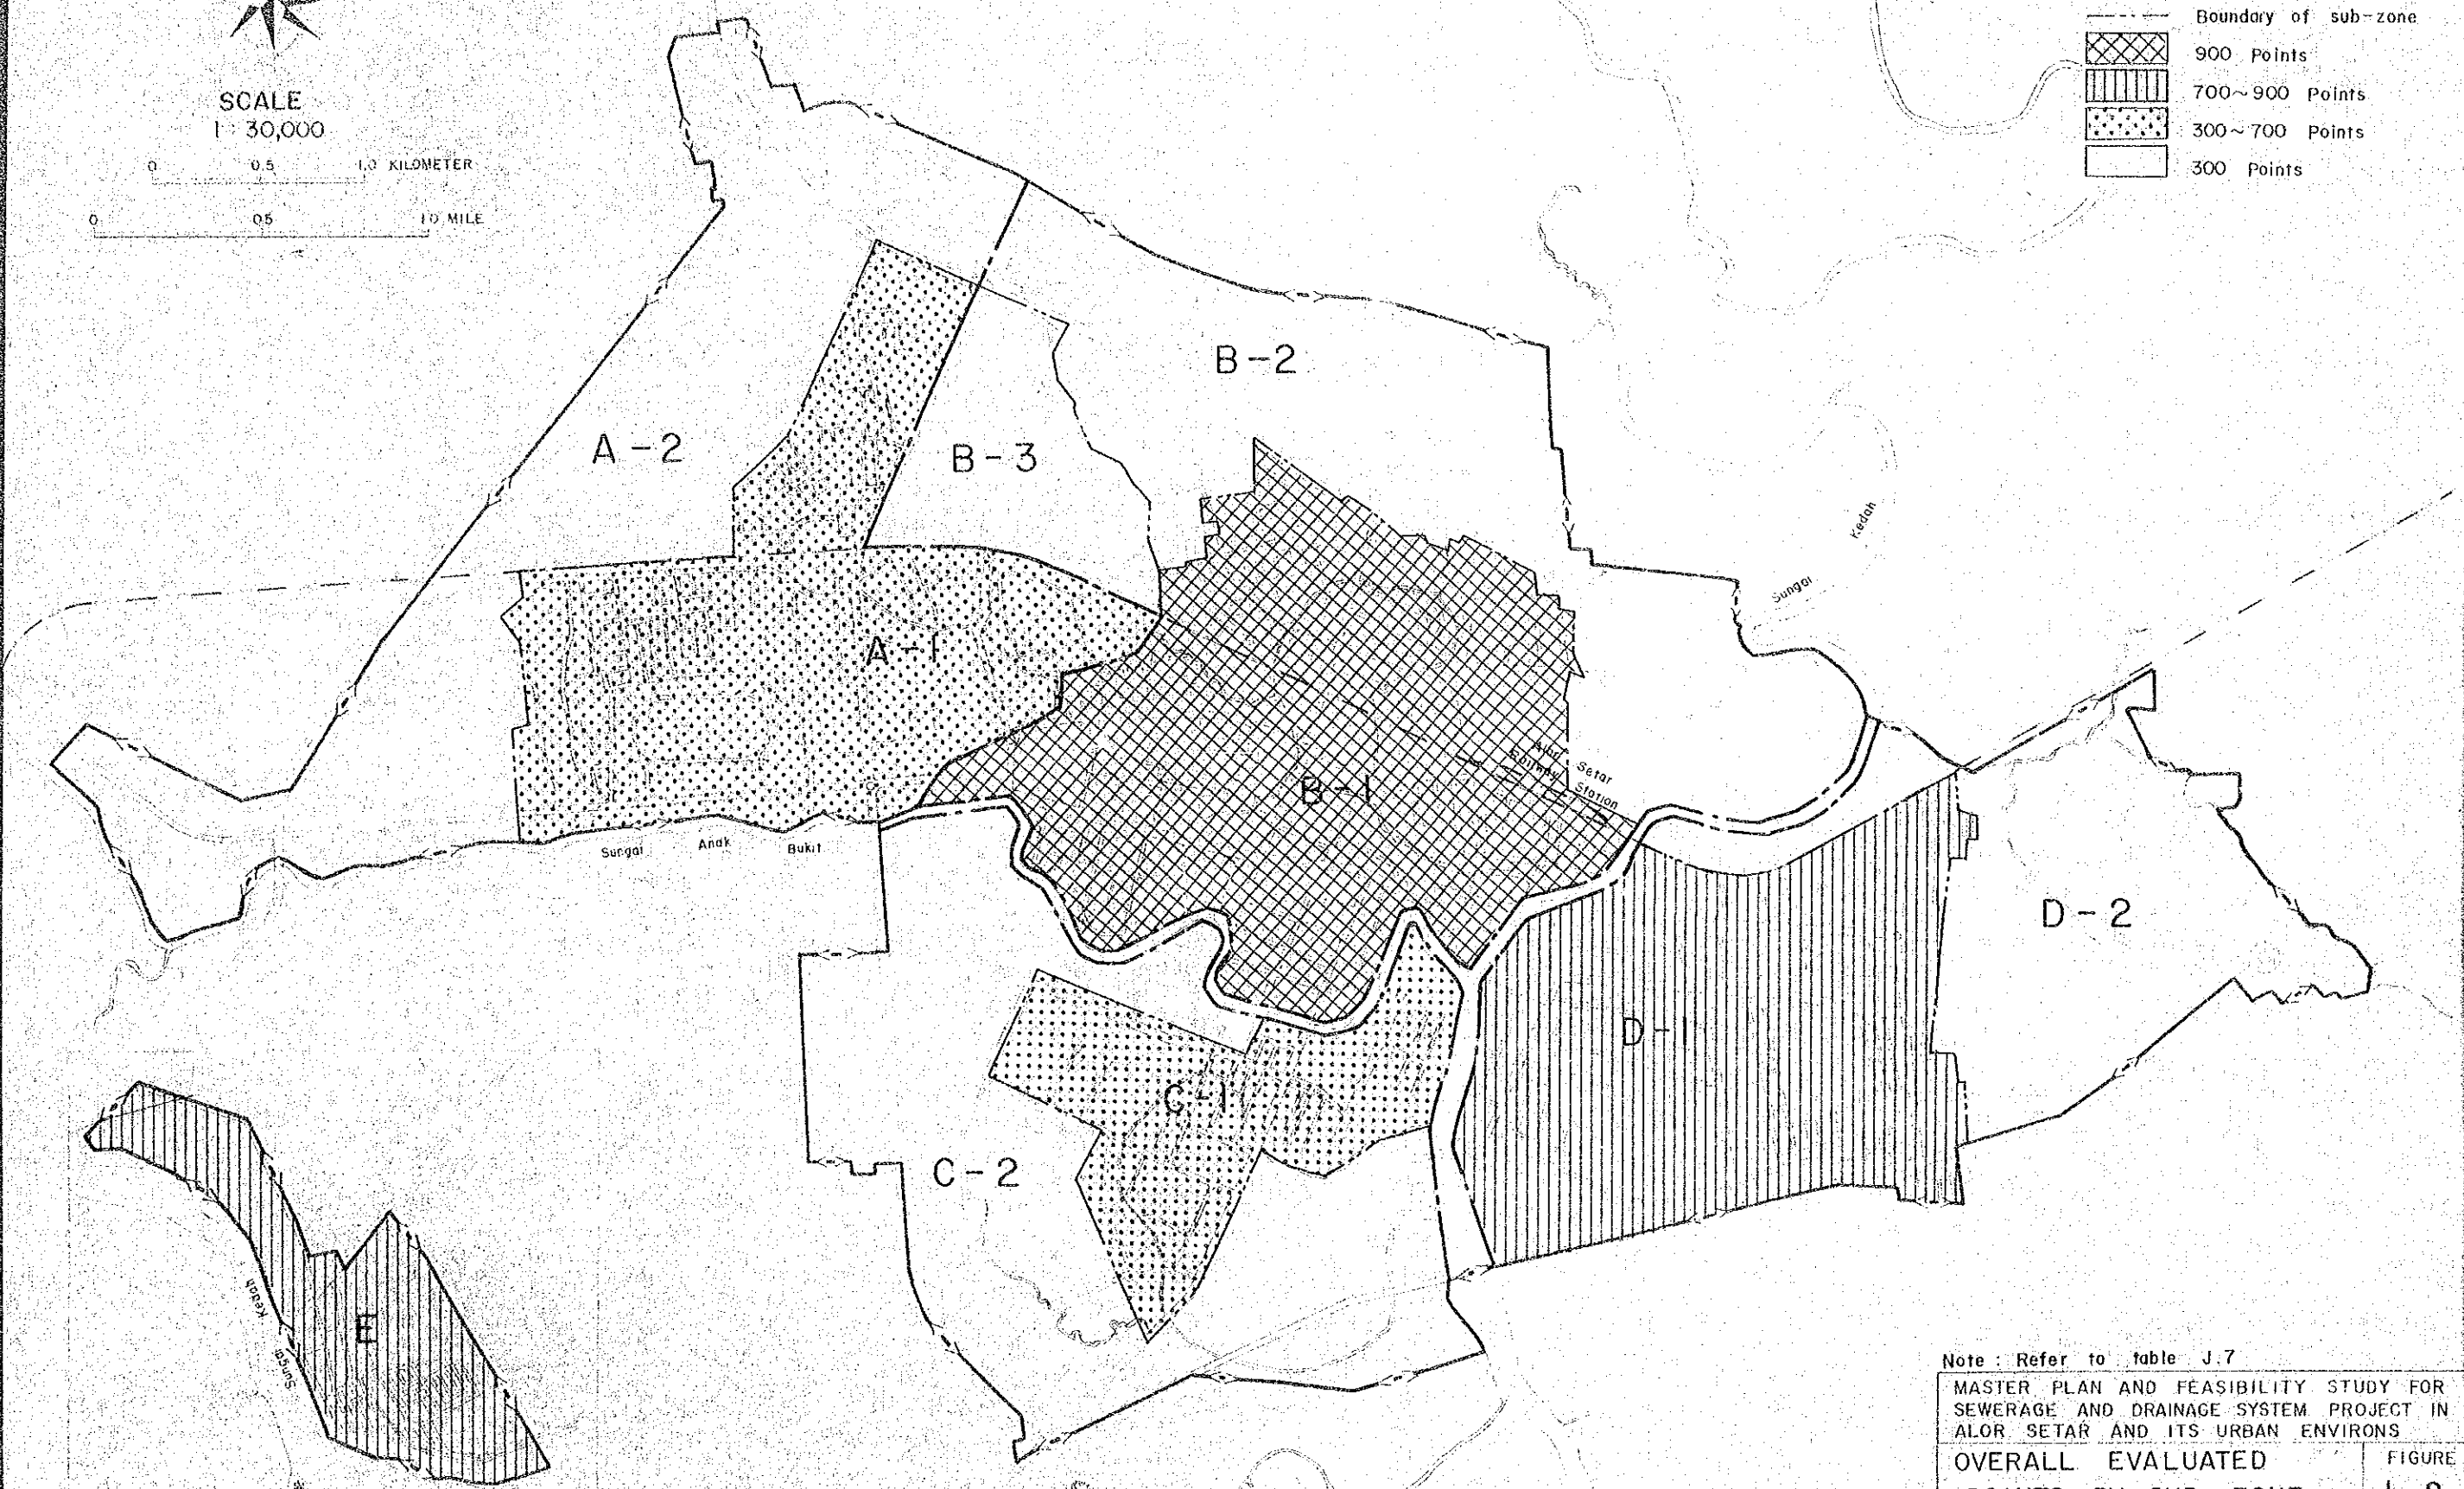 SCALE
1 : 30,000
0 0.5 1.0 KILOMETER
0 0.5 1.0 MILE
Boundary of sub-zone
900 Points
700~900 Points
300~700 Points
300 Points
A-2
B-3
B-2
A-1
B-1
Alor Setar
Railway Station
Sungai Kedah
Sungai Anak Bukit
D-2
D-1
C-1
C-2
E
Sungai Kedah
Note : Refer to table J.7
MASTER PLAN AND FEASIBILITY STUDY FOR
SEWERAGE AND DRAINAGE SYSTEM PROJECT IN
ALOR SETAR AND ITS URBAN ENVIRONS
OVERALL EVALUATED
FIGURE